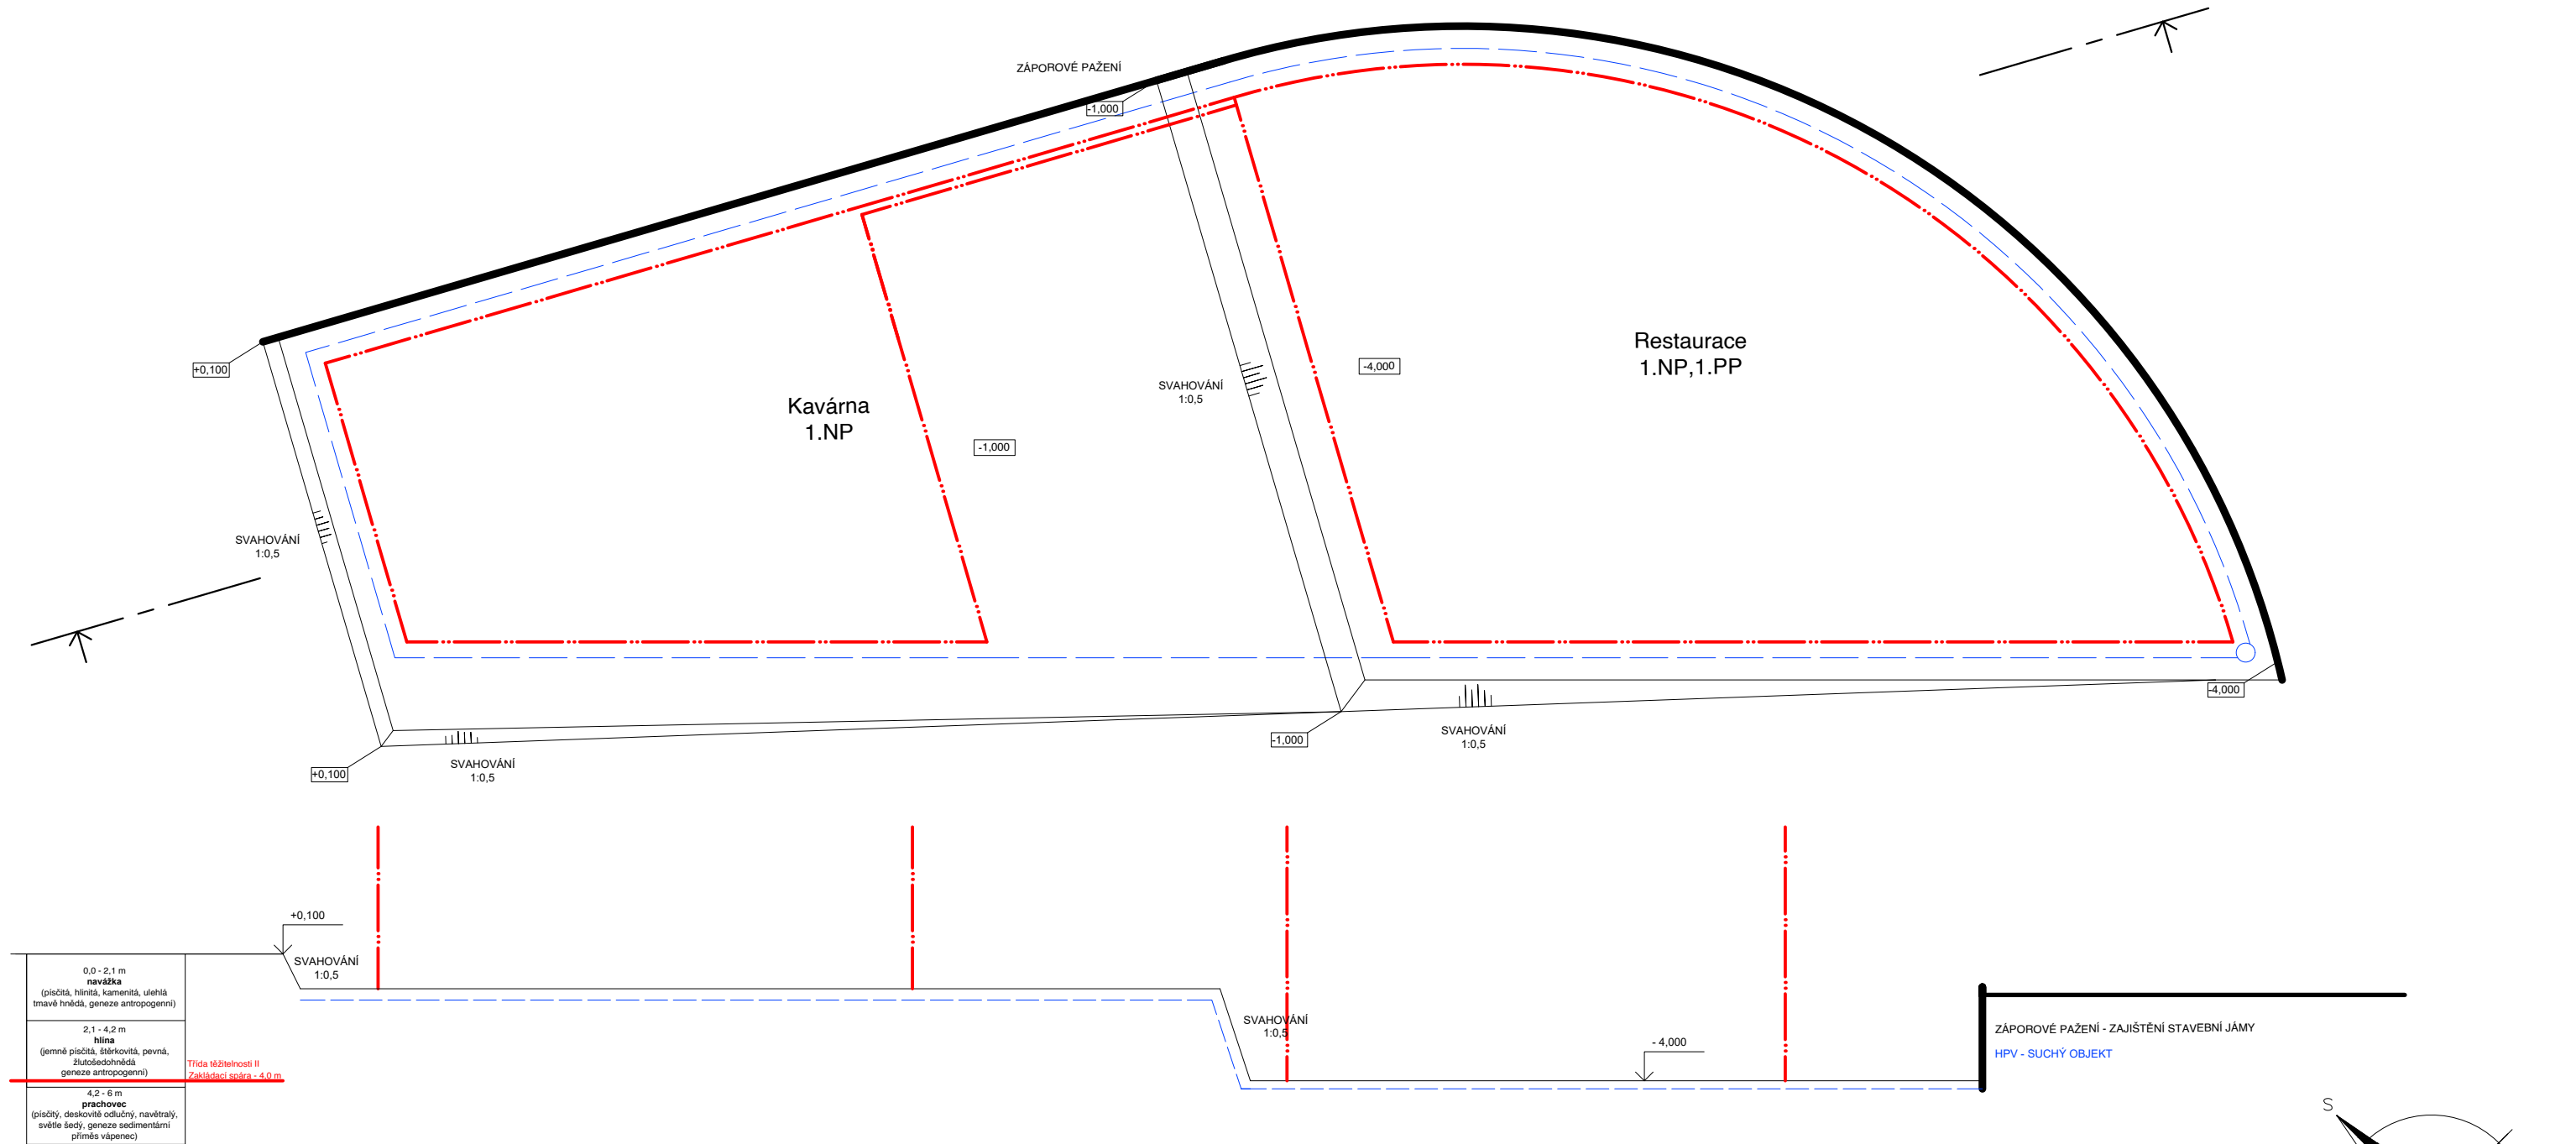 ZÁPOROVÉ PAŽENÍ
-1,000
+0,100
Restaurace
1.NP,1.PP
-4,000
SVAHOVÁNÍ
1:0,5
Kavárna
1.NP
-1,000
SVAHOVÁNÍ
1:0,5
-4,000
-1,000
SVAHOVÁNÍ
1:0,5
+0,100
SVAHOVÁNÍ
1:0,5
+0,100
SVAHOVÁNÍ
1:0,5
0,0 - 2,1 m
navážka
(písčitá, hlinitá, kamenitá, ulehlá
tmavě hnědá, geneze antropogenní)
2,1 - 4,2 m
hlína
(jemně písčitá, štěrkovitá, pevná,
žlutošedohnědá
geneze antropogenní)
Třída těžitelnosti II
Zakládací spára - 4,0 m
4,2 - 6 m
prachovec
(písčitý, deskovitě odlučný, navětralý,
světle šedý, geneze sedimentární
příměs vápenec)
SVAHOVÁNÍ
1:0,5
- 4,000
ZÁPOROVÉ PAŽENÍ - ZAJIŠTĚNÍ STAVEBNÍ JÁMY
HPV - SUCHÝ OBJEKT
S